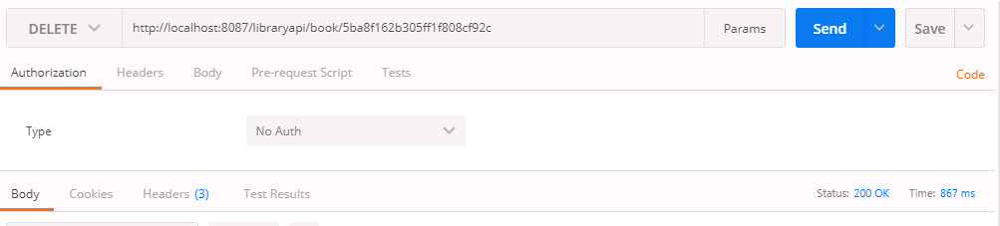 DELETE http://localhost:8087/libraryapi/book/5ba8f162b305ff1f808cf92c Params Send Save
Authorization Headers Body Pre-request Script Tests Code
Type No Auth
Body Cookies Headers (3) Test Results Status: 200 OK Time: 867 ms